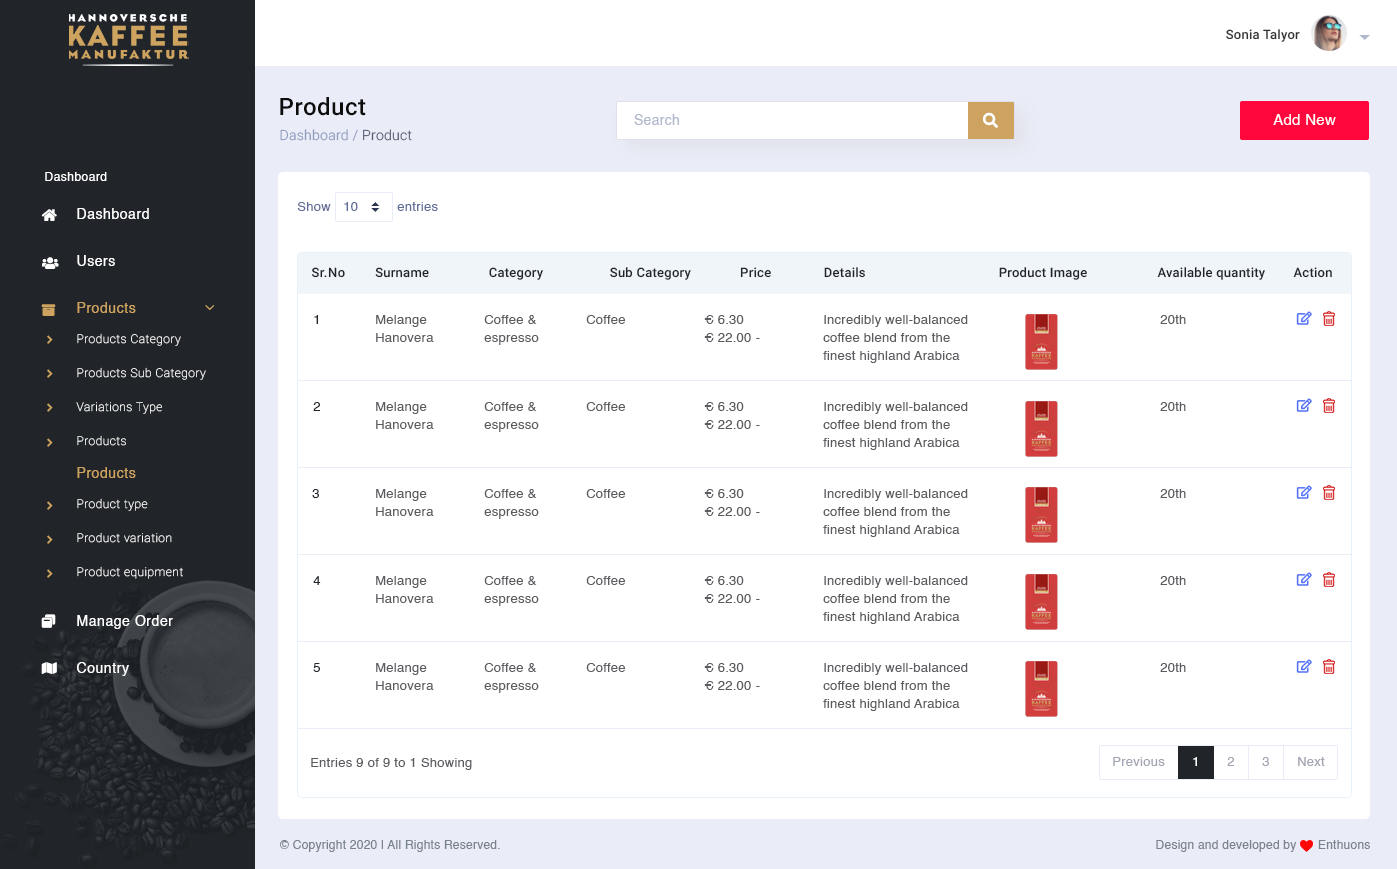 HANNOVERSCHE
KAFFEE
MANUFAKTUR
Sonia Talyor
Product
Dashboard / Product
Search
Add New
Dashboard
Dashboard
Users
Products
Products Category
Products Sub Category
Variations Type
Products
Products
Product type
Product variation
Product equipment
Manage Order
Country
Show 10 entries
Sr.No Surname Category Sub Category Price Details Product Image Available quantity Action
1 Melange Coffee & Coffee € 6.30 Incredibly well-balanced 20th
Hanovera espresso € 22.00 - coffee blend from the
finest highland Arabica
2 Melange Coffee & Coffee € 6.30 Incredibly well-balanced 20th
Hanovera espresso € 22.00 - coffee blend from the
finest highland Arabica
3 Melange Coffee & Coffee € 6.30 Incredibly well-balanced 20th
Hanovera espresso € 22.00 - coffee blend from the
finest highland Arabica
4 Melange Coffee & Coffee € 6.30 Incredibly well-balanced 20th
Hanovera espresso € 22.00 - coffee blend from the
finest highland Arabica
5 Melange Coffee & Coffee € 6.30 Incredibly well-balanced 20th
Hanovera espresso € 22.00 - coffee blend from the
finest highland Arabica
Entries 9 of 9 to 1 Showing
Previous 1 2 3 Next
© Copyright 2020 I All Rights Reserved.
Design and developed by ❤ Enthuons